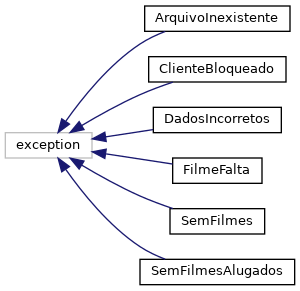 ArquivoInexistente
ClienteBloqueado
DadosIncorretos
exception
FilmeFalta
SemFilmes
SemFilmesAlugados